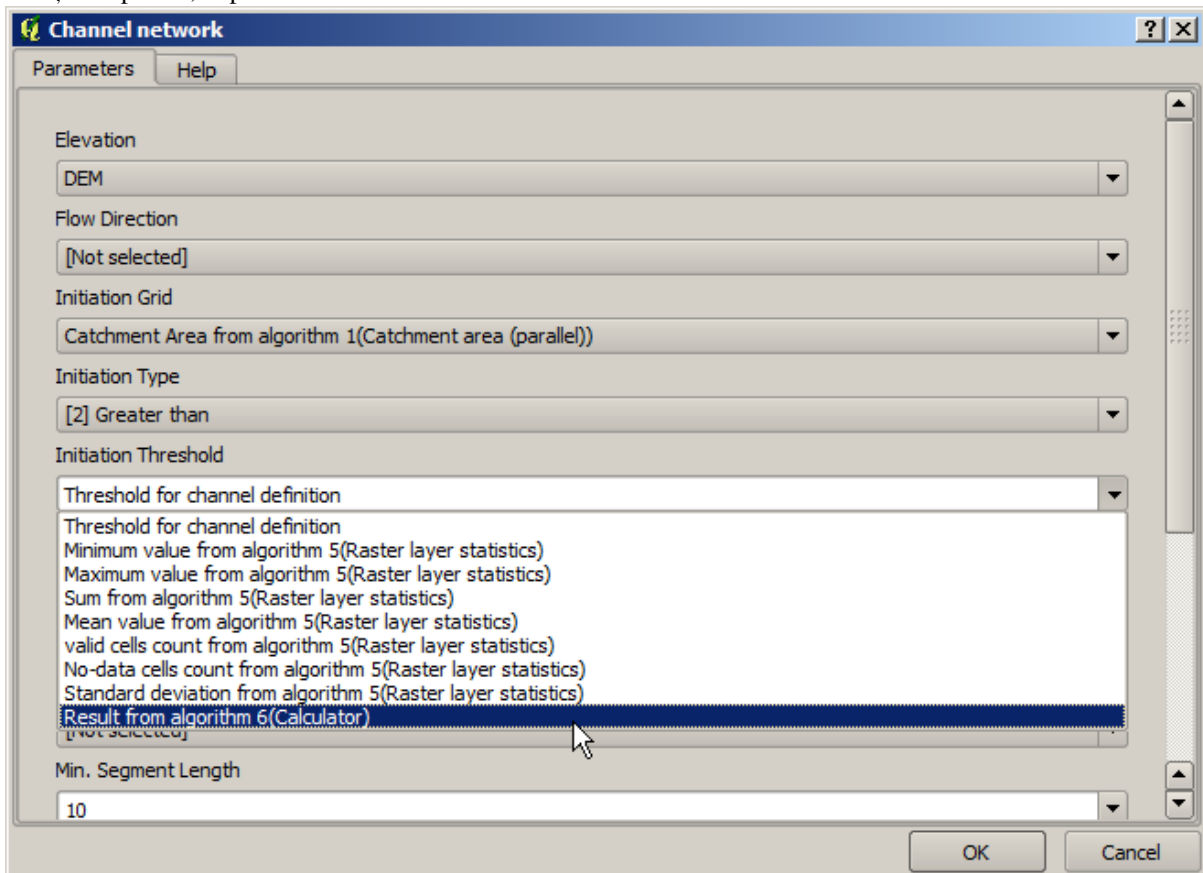 Channel network
? X
Parameters Help
Elevation
DEM
Flow Direction
[Not selected]
Initiation Grid
Catchment Area from algorithm 1(Catchment area (parallel))
Initiation Type
[2] Greater than
Initiation Threshold
Threshold for channel definition
Threshold for channel definition
Minimum value from algorithm 5(Raster layer statistics)
Maximum value from algorithm 5(Raster layer statistics)
Sum from algorithm 5(Raster layer statistics)
Mean value from algorithm 5(Raster layer statistics)
valid cells count from algorithm 5(Raster layer statistics)
No-data cells count from algorithm 5(Raster layer statistics)
Standard deviation from algorithm 5(Raster layer statistics)
Result from algorithm 6(Calculator)
[Not selected]
Min. Segment Length
10
OK Cancel